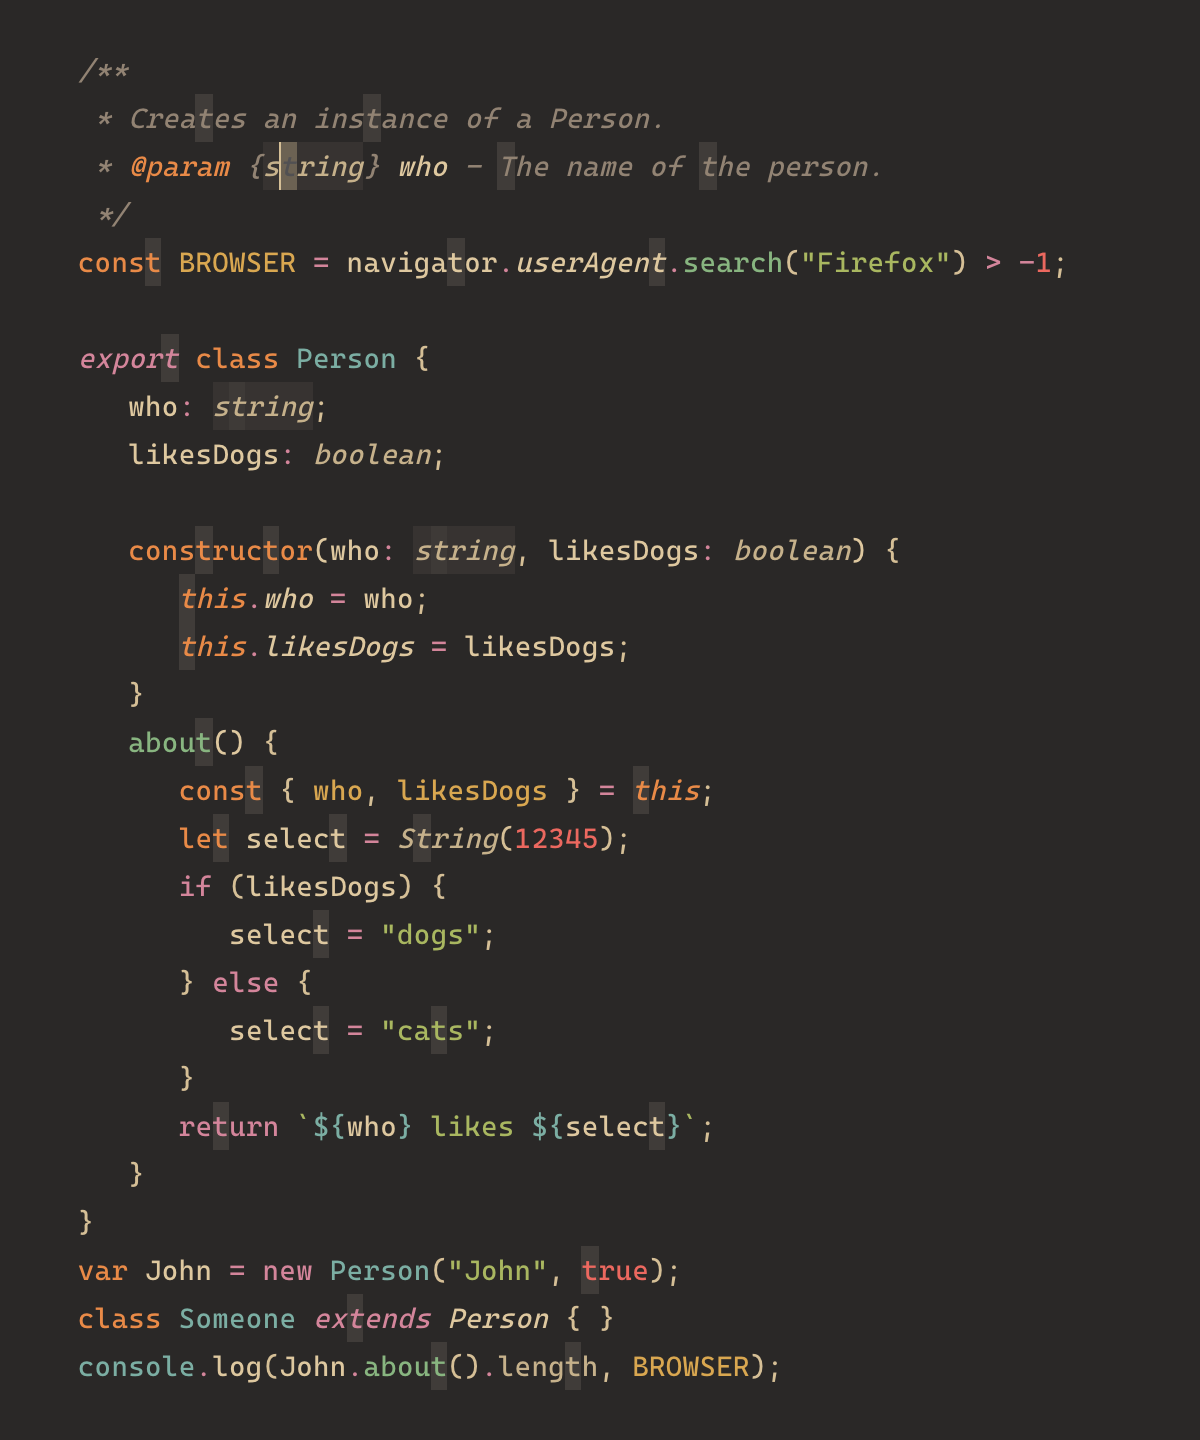 /**
 * Creates an instance of a Person.
 * @param {string} who - The name of the person.
 */
const BROWSER = navigator.userAgent.search("Firefox") > -1;

export class Person {
   who: string;
   likesDogs: boolean;

   constructor(who: string, likesDogs: boolean) {
      this.who = who;
      this.likesDogs = likesDogs;
   }
   about() {
      const { who, likesDogs } = this;
      let select = String(12345);
      if (likesDogs) {
         select = "dogs";
      } else {
         select = "cats";
      }
      return `${who} likes ${select}`;
   }
}
var John = new Person("John", true);
class Someone extends Person { }
console.log(John.about().length, BROWSER);